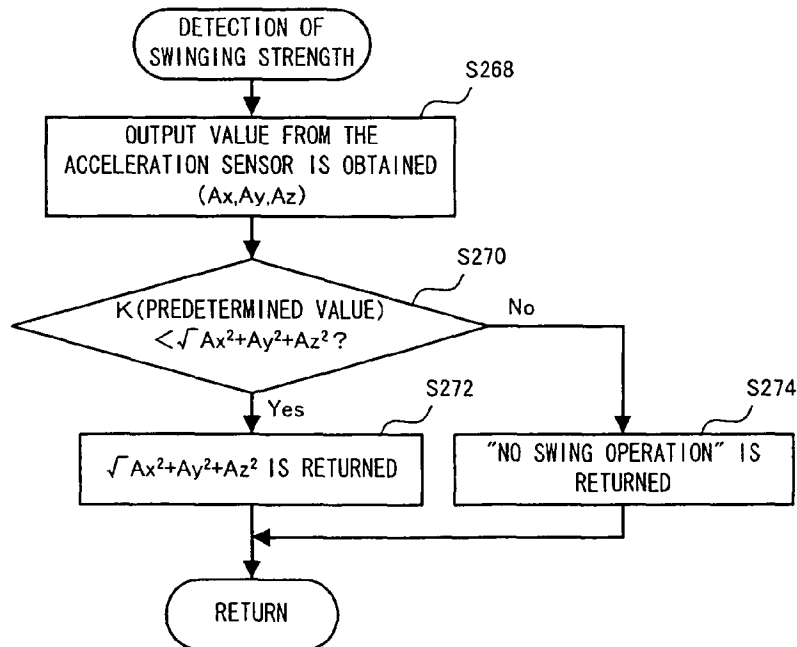 DETECTION OF
SWINGING STRENGTH
S268
OUTPUT VALUE FROM THE
ACCELERATION SENSOR IS OBTAINED
(Ax,Ay,Az)
S270
K(PREDETERMINED VALUE)
<√Ax²+Ay²+Az²?
No
Yes
S272
√Ax²+Ay²+Az² IS RETURNED
S274
"NO SWING OPERATION" IS
RETURNED
RETURN